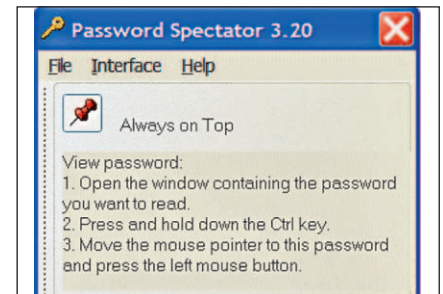 Password Spectator 3.20
File Interface Help
Always on Top
View password:
1. Open the window containing the password
you want to read.
2. Press and hold down the Ctrl key.
3. Move the mouse pointer to this password
and press the left mouse button.